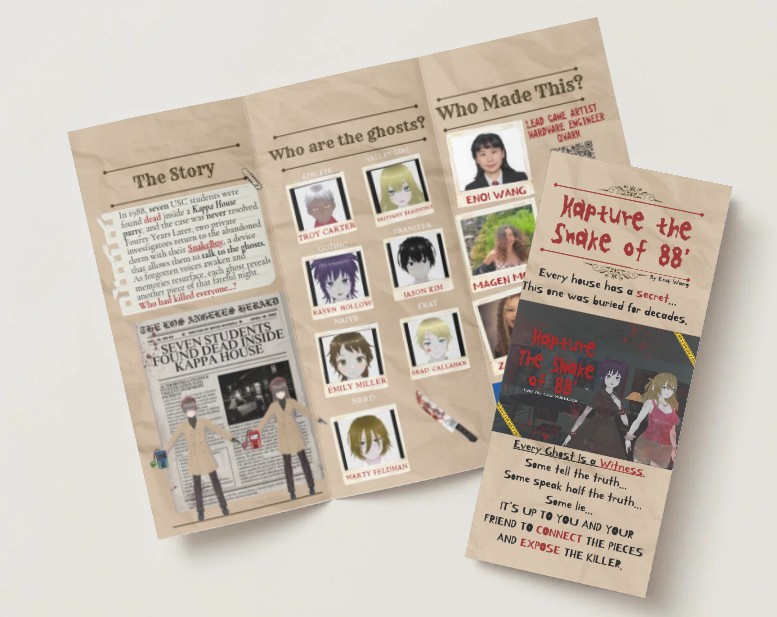 The Story
In 1988, seven USC students were
found dead inside a Kappa House
party, and the case was never resolved.
Fourty Years Later, two private
investigators return to the abandoned
dorm with their SnakeBoy, a device
that allows them to talk to the ghosts.
As forgotten voices awaken and
memories resurface, each ghost reveals
another piece of that fateful night.
Who had killed everyone...?
THE LOS ANGELES HERALD
SEVEN STUDENTS
FOUND DEAD INSIDE
KAPPA HOUSE
Who are the ghosts?
ATHLETE
TROY CARTER
VALLEY GIRL
GOTHIC
RAVEN HOLLOW
TRANSFER
JASON KIM
NAIVE
EMILY MILLER
FRAT
BRAD CALLAHAN
NERD
MARTY FELDMAN
Who Made This?
LEAD GAME ARTIST
HARDWARE ENGINEER
ENQI WANG
MAGEN
Kapture the
Snake of 88'
By Enqi Wang
Every house has a secret...
This one was buried for decades.
Kapture
The Snake
of 88'
Every Ghost Is a Witness.
Some tell the truth...
Some speak half the truth...
Some lie...
IT'S UP TO YOU AND YOUR
FRIEND TO CONNECT THE PIECES
AND EXPOSE THE KILLER.